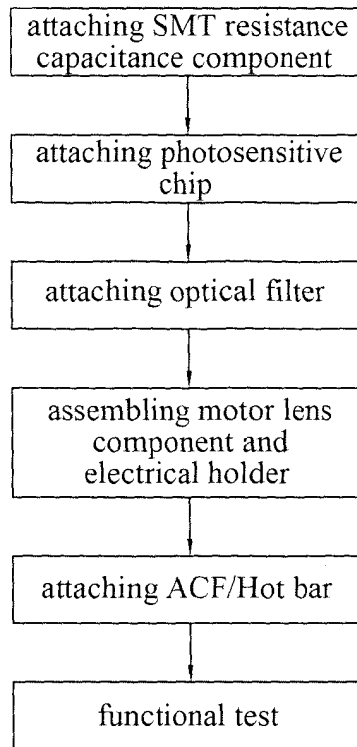 attaching SMT resistance
capacitance component
attaching photosensitive
chip
attaching optical filter
assembling motor lens
component and
electrical holder
attaching ACF/Hot bar
functional test